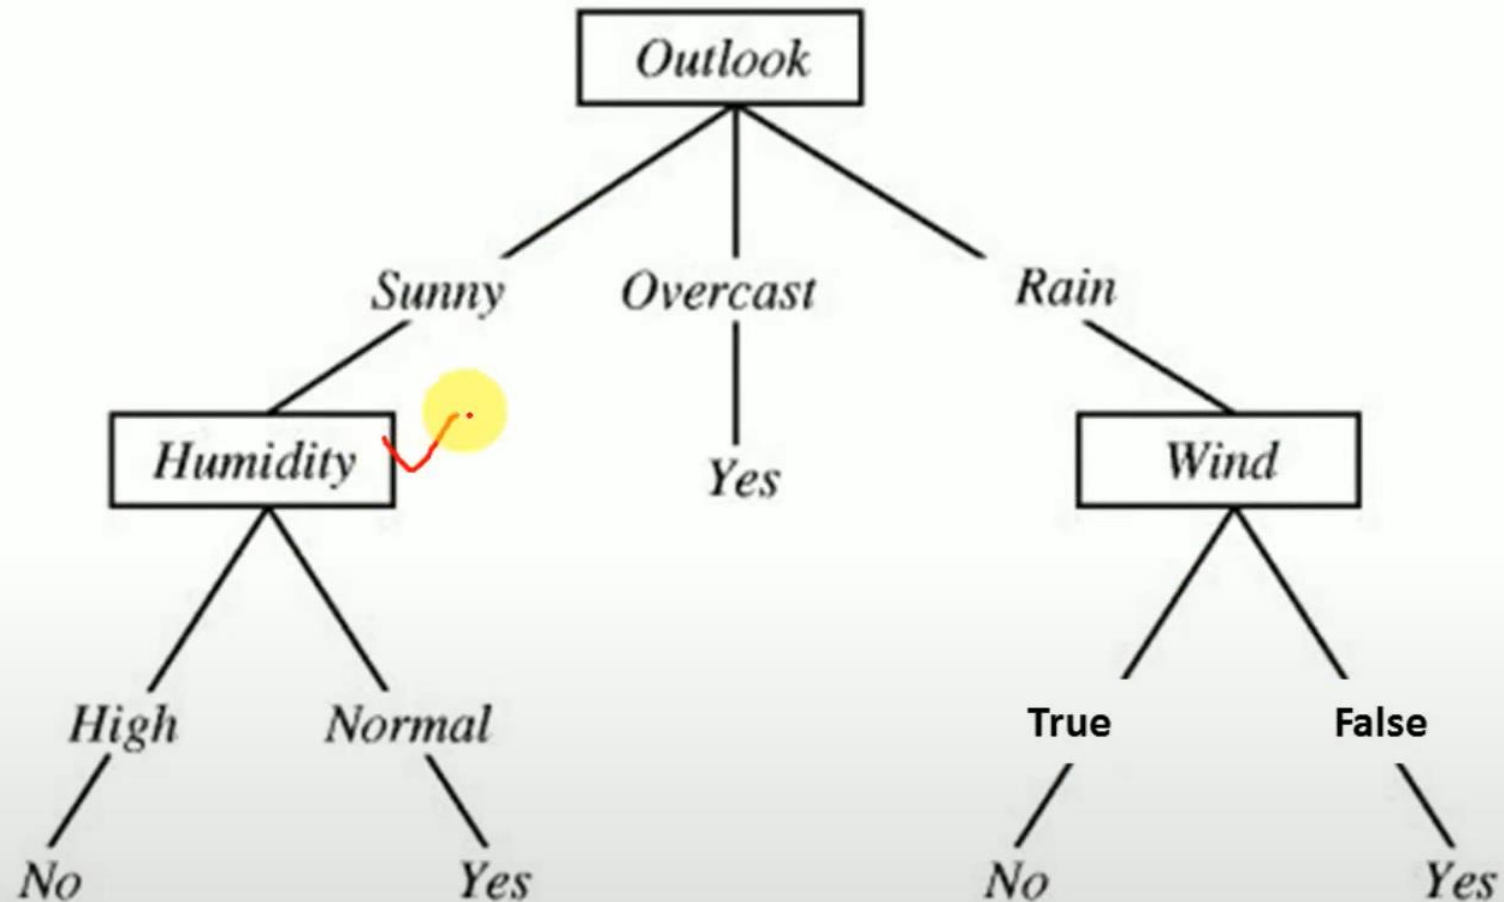 Outlook
Sunny Overcast Rain
Humidity Yes Wind
High Normal True False
No Yes No Yes